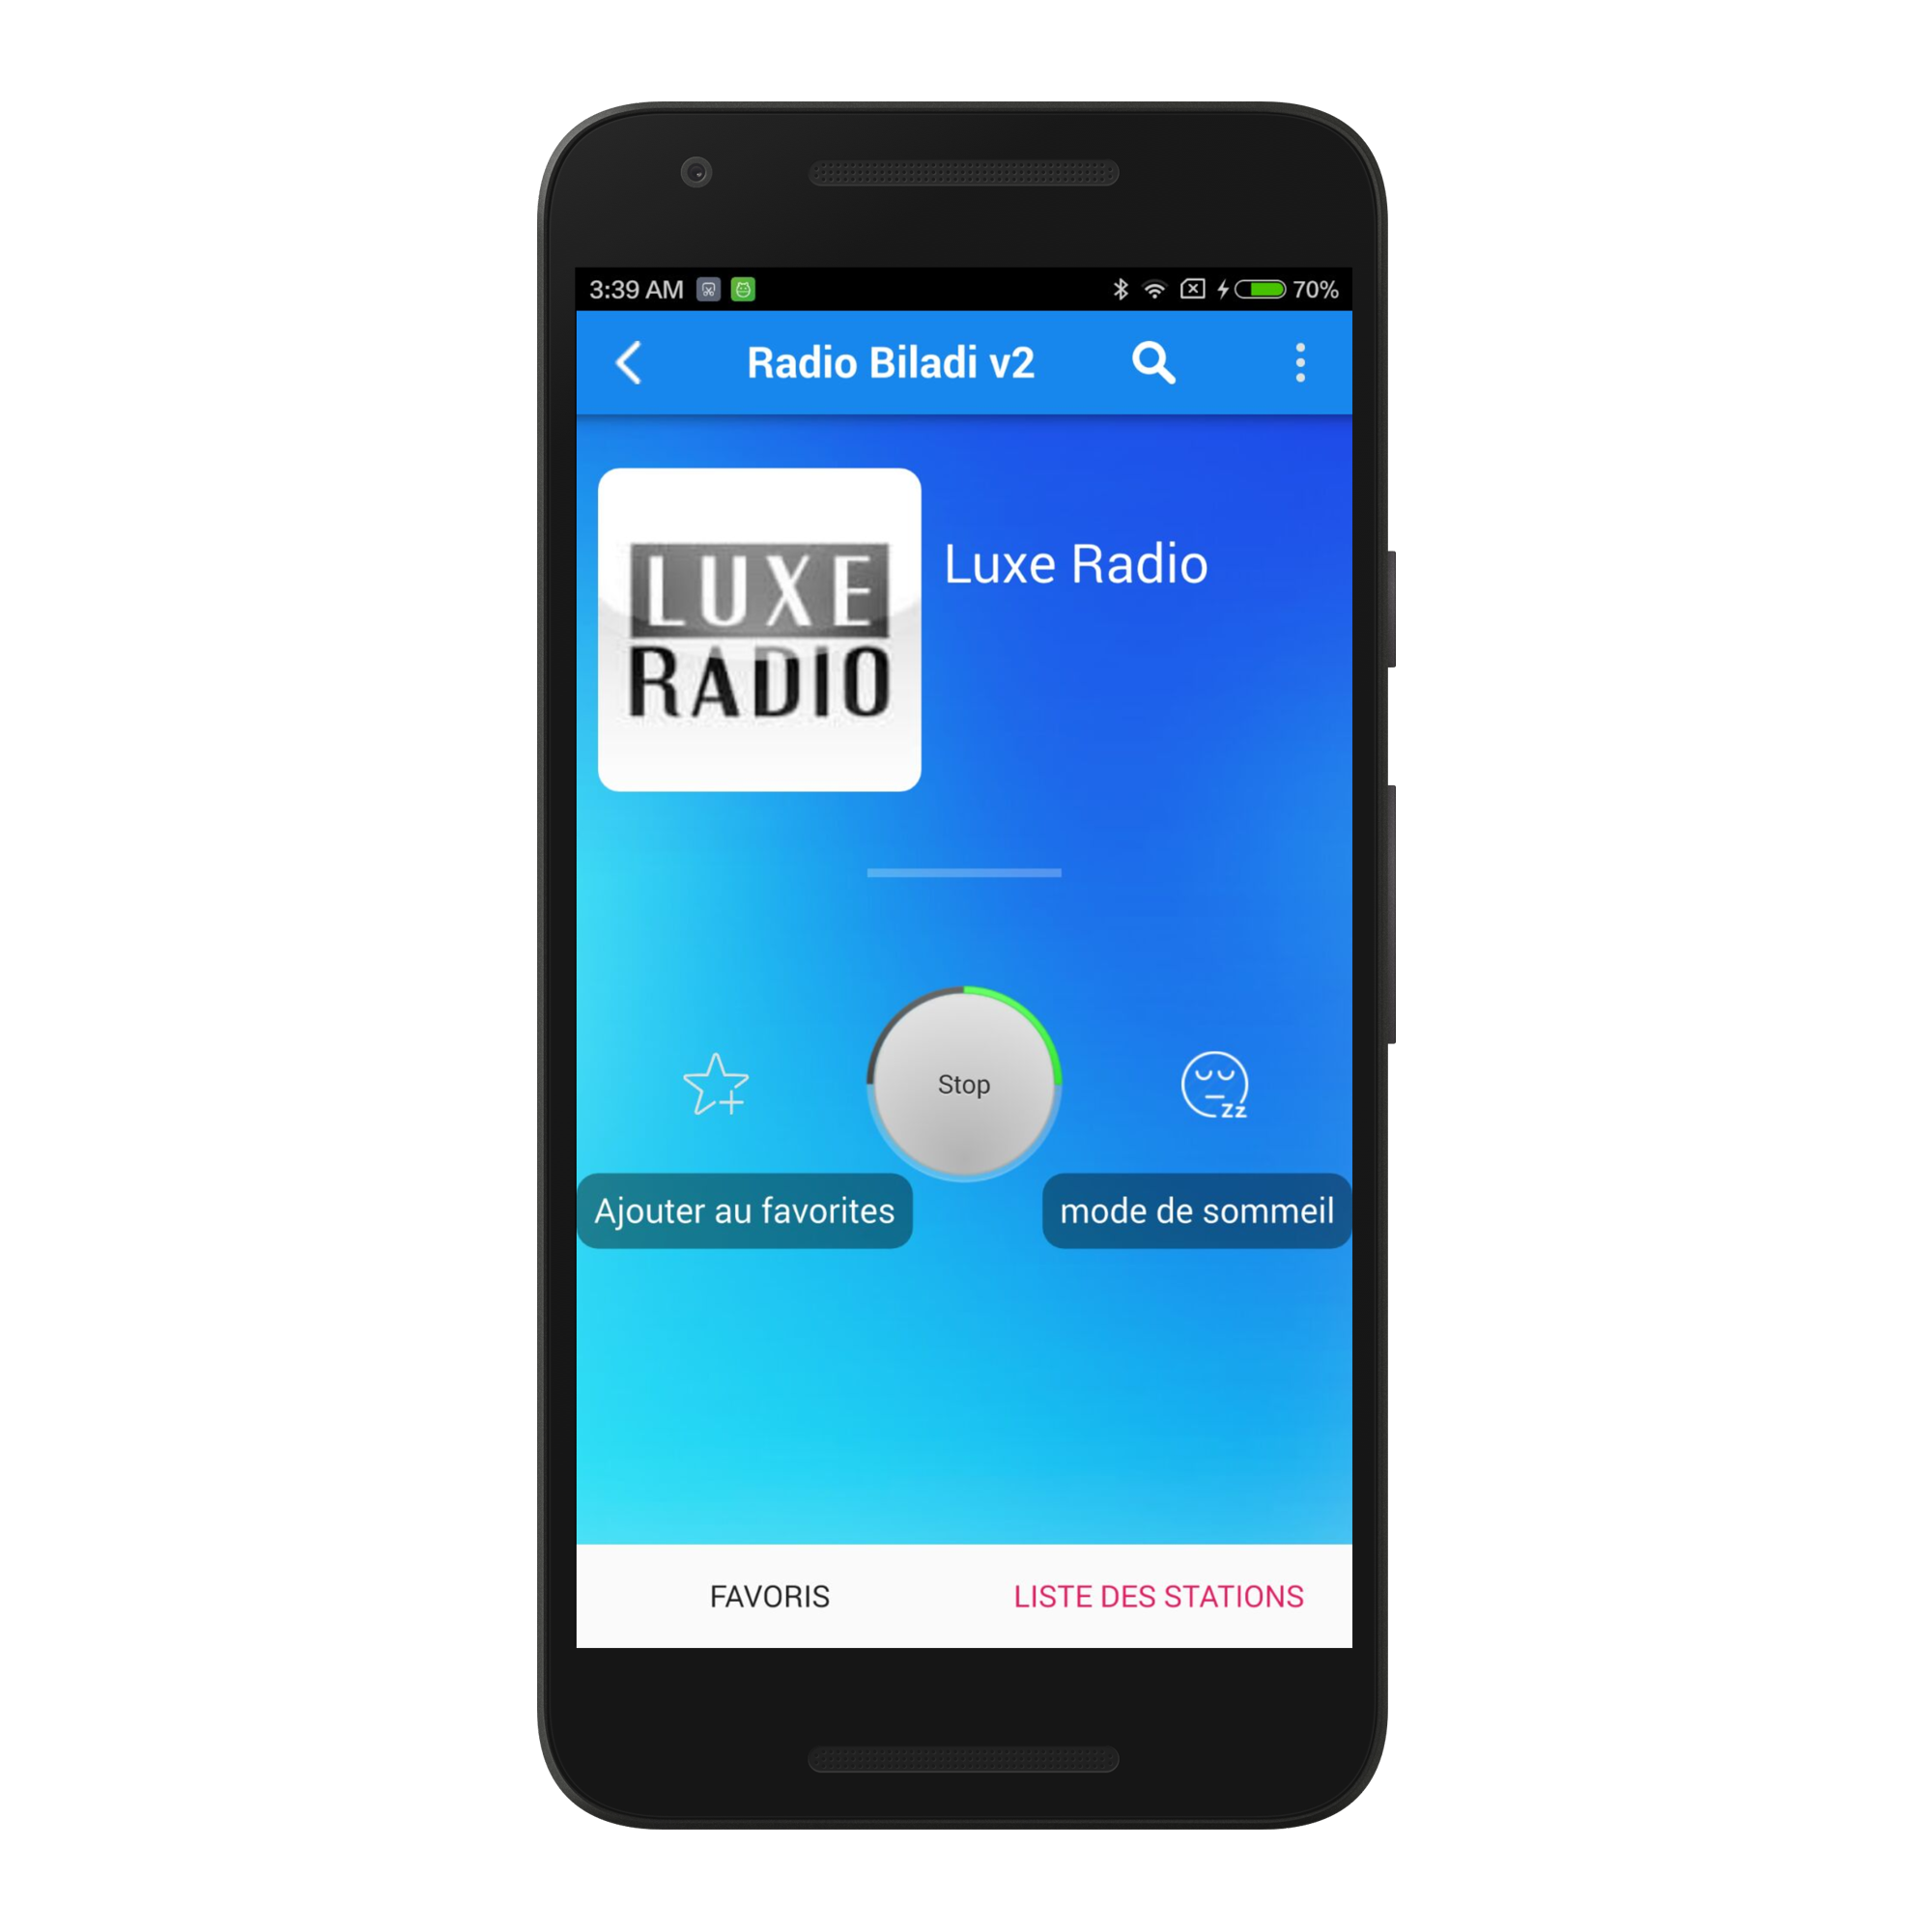 3:39 AM 70%
Radio Biladi v2
LUXE
RADIO
Luxe Radio
Stop
zz
Ajouter au favorites
mode de sommeil
FAVORIS
LISTE DES STATIONS